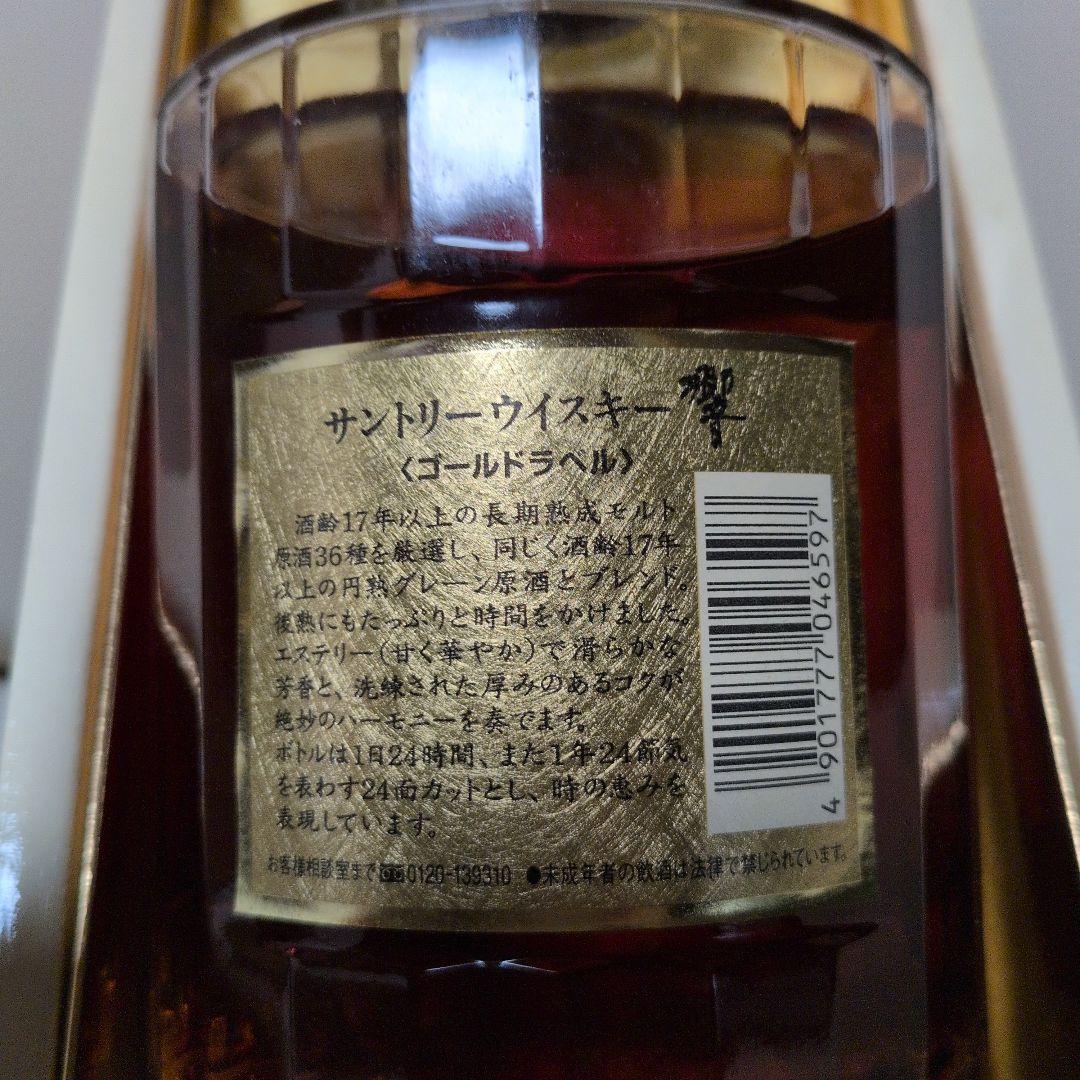 サントリーウイスキー響
〈ゴールドラベル〉
酒齢17年以上の長期熟成モルト
原酒36種を厳選し、同じく酒齢17年
以上の円熟グレーン原酒とブレンド。
後熟にもたっぷりと時間をかけました。
エステリー(甘く華やか)で滑らかな
芳香と、洗練された厚みのあるコクが
絶妙のハーモニーを奏でます。
ボトルは1日24時間、また1年24節気
を表わす24面カットとし、時の恵みを
表現しています。
お客様相談室まで 0120-139310 ●未成年者の飲酒は法律で禁じられています。
4 901777 046597